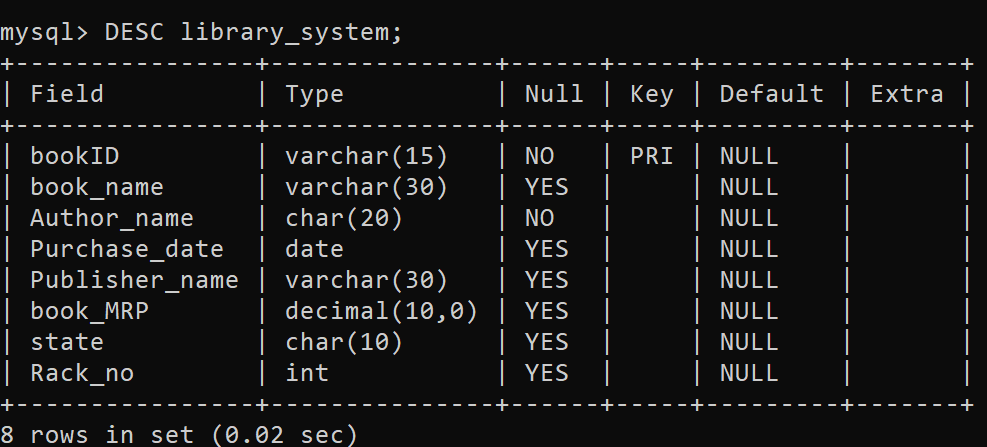 mysql> DESC library_system;
+----------------+---------------+------+-----+---------+-------+
| Field          | Type          | Null | Key | Default | Extra |
+----------------+---------------+------+-----+---------+-------+
| bookID         | varchar(15)   | NO   | PRI | NULL    |       |
| book_name      | varchar(30)   | YES  |     | NULL    |       |
| Author_name    | char(20)      | NO   |     | NULL    |       |
| Purchase_date  | date          | YES  |     | NULL    |       |
| Publisher_name | varchar(30)   | YES  |     | NULL    |       |
| book_MRP       | decimal(10,0) | YES  |     | NULL    |       |
| state          | char(10)      | YES  |     | NULL    |       |
| Rack_no        | int           | YES  |     | NULL    |       |
+----------------+---------------+------+-----+---------+-------+
8 rows in set (0.02 sec)